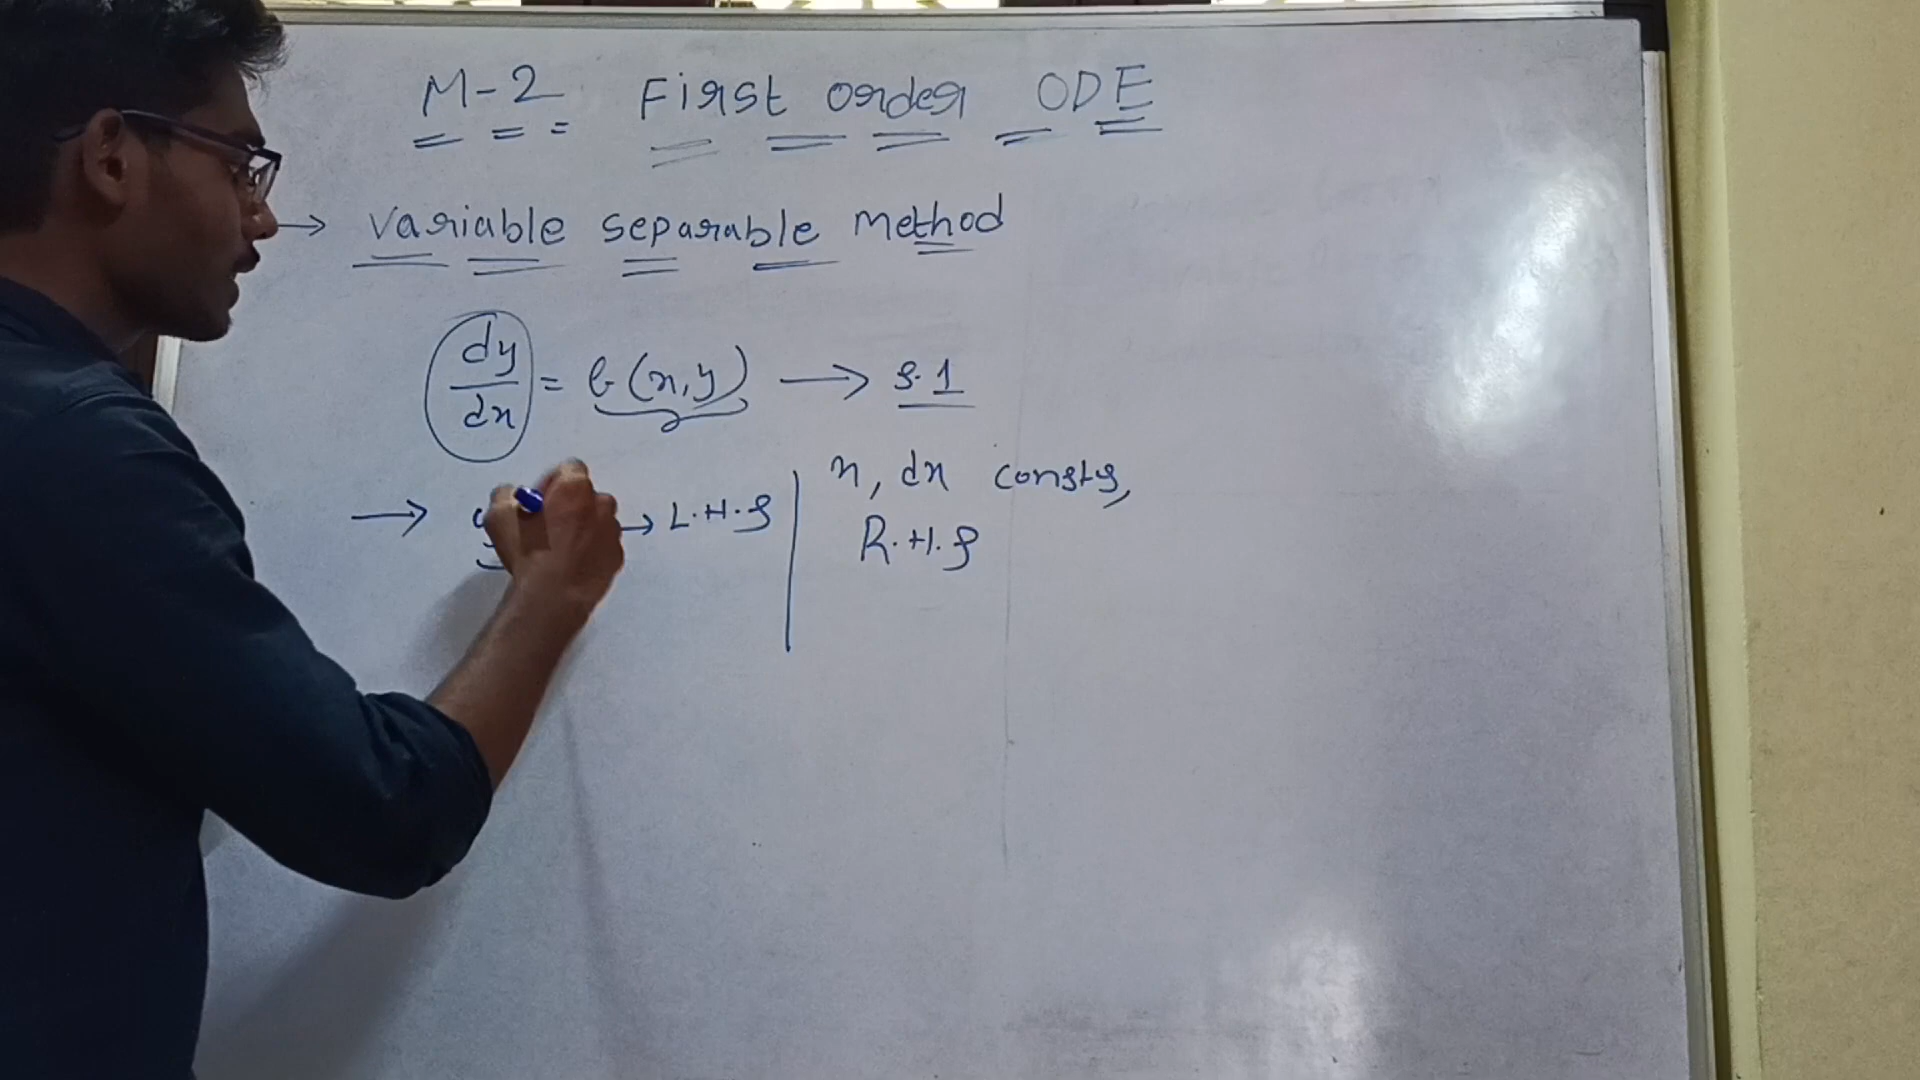 M-2 First order ODE
→ Variable separable Method
dy/dx = f(x,y) → S.1
→ L.H.S | x, dx consts,
R.H.S